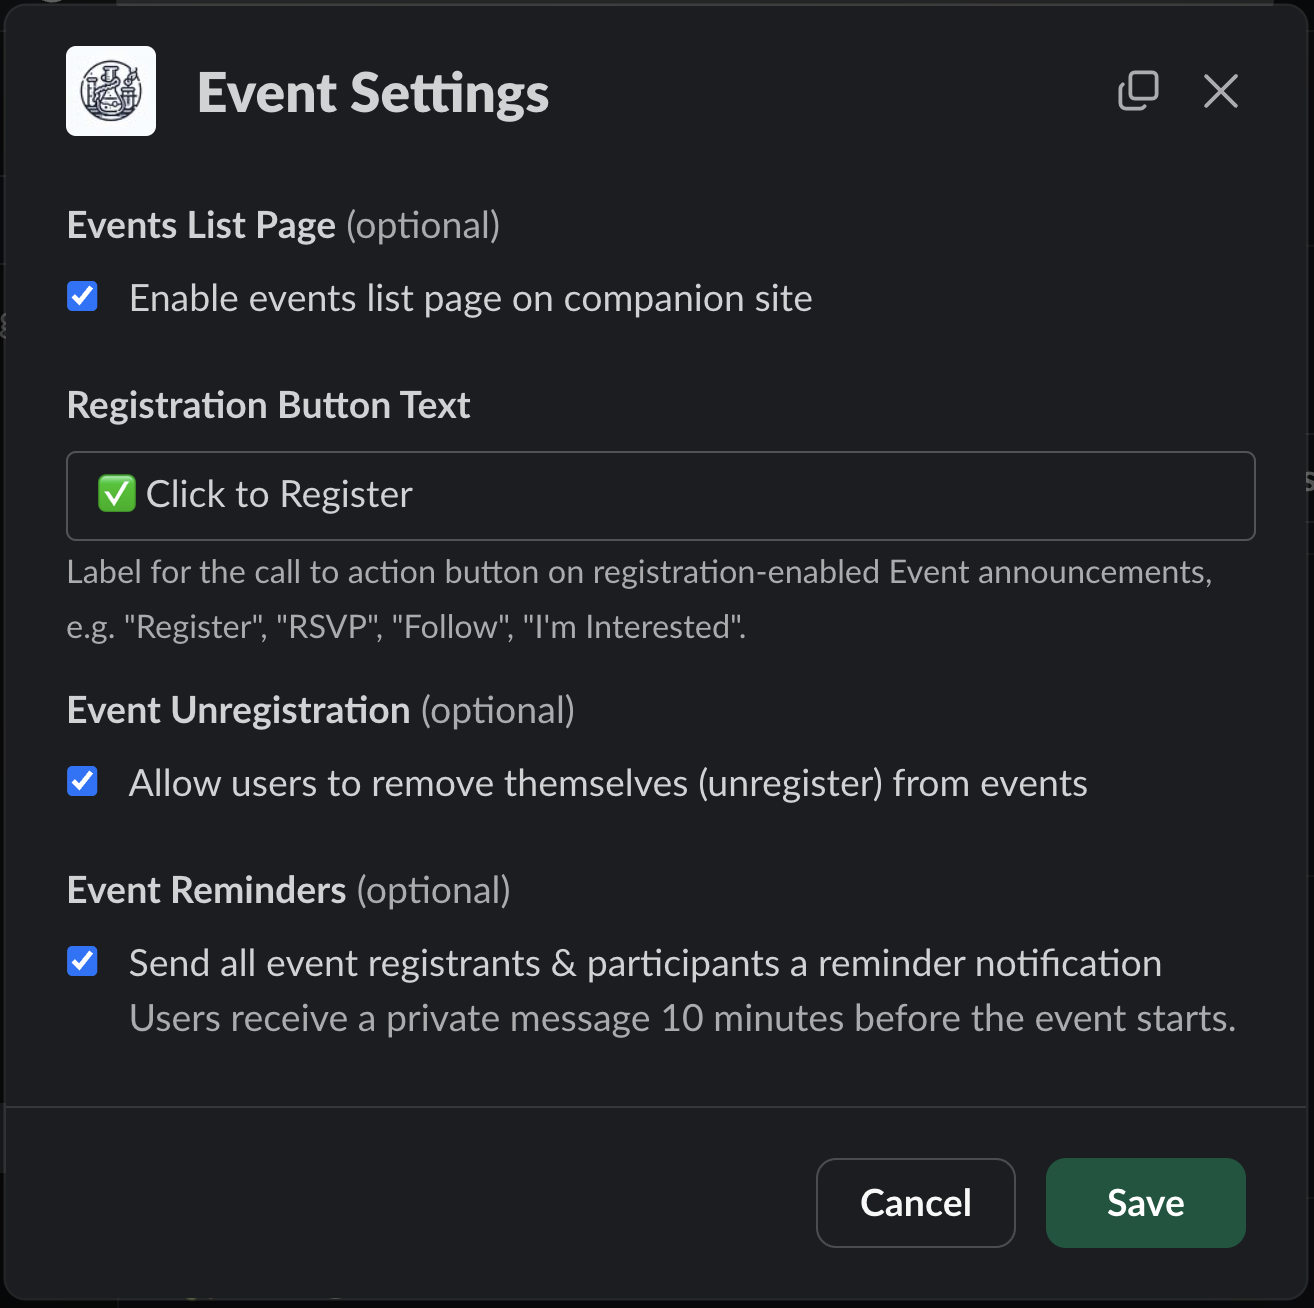 Event Settings
Events List Page (optional)
Enable events list page on companion site
Registration Button Text
✅ Click to Register
Label for the call to action button on registration-enabled Event announcements,
e.g. "Register", "RSVP", "Follow", "I'm Interested".
Event Unregistration (optional)
Allow users to remove themselves (unregister) from events
Event Reminders (optional)
Send all event registrants & participants a reminder notification
Users receive a private message 10 minutes before the event starts.
Cancel
Save